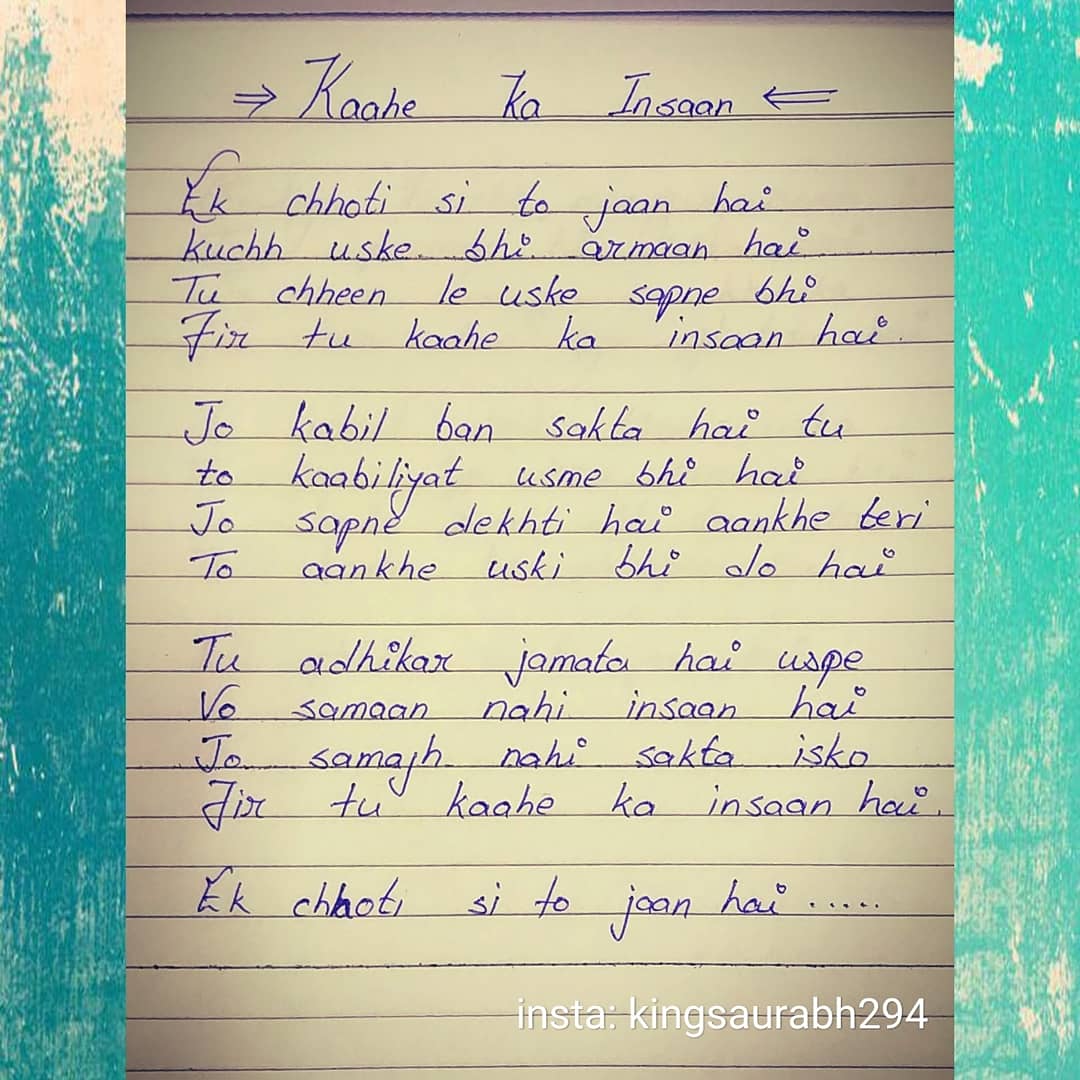 ⇒ Kaahe ka Insaan ⇐
Ek chhoti si to jaan hai
kuchh uske bhi armaan hai
Tu chheen le uske sapne bhi
Fir tu kaahe ka insaan hai.
Jo kabil ban sakta hai tu
to kaabiliyat usme bhi hai
Jo sapne dekhti hai aankhe teri
To aankhe uski bhi do hai
Tu adhikar jamata hai uspe
Vo samaan nahi insaan hai
Jo samajh nahi sakta isko
Fir tu kaahe ka insaan hai.
Ek chhoti si to jaan hai .....
insta: kingsaurabh294